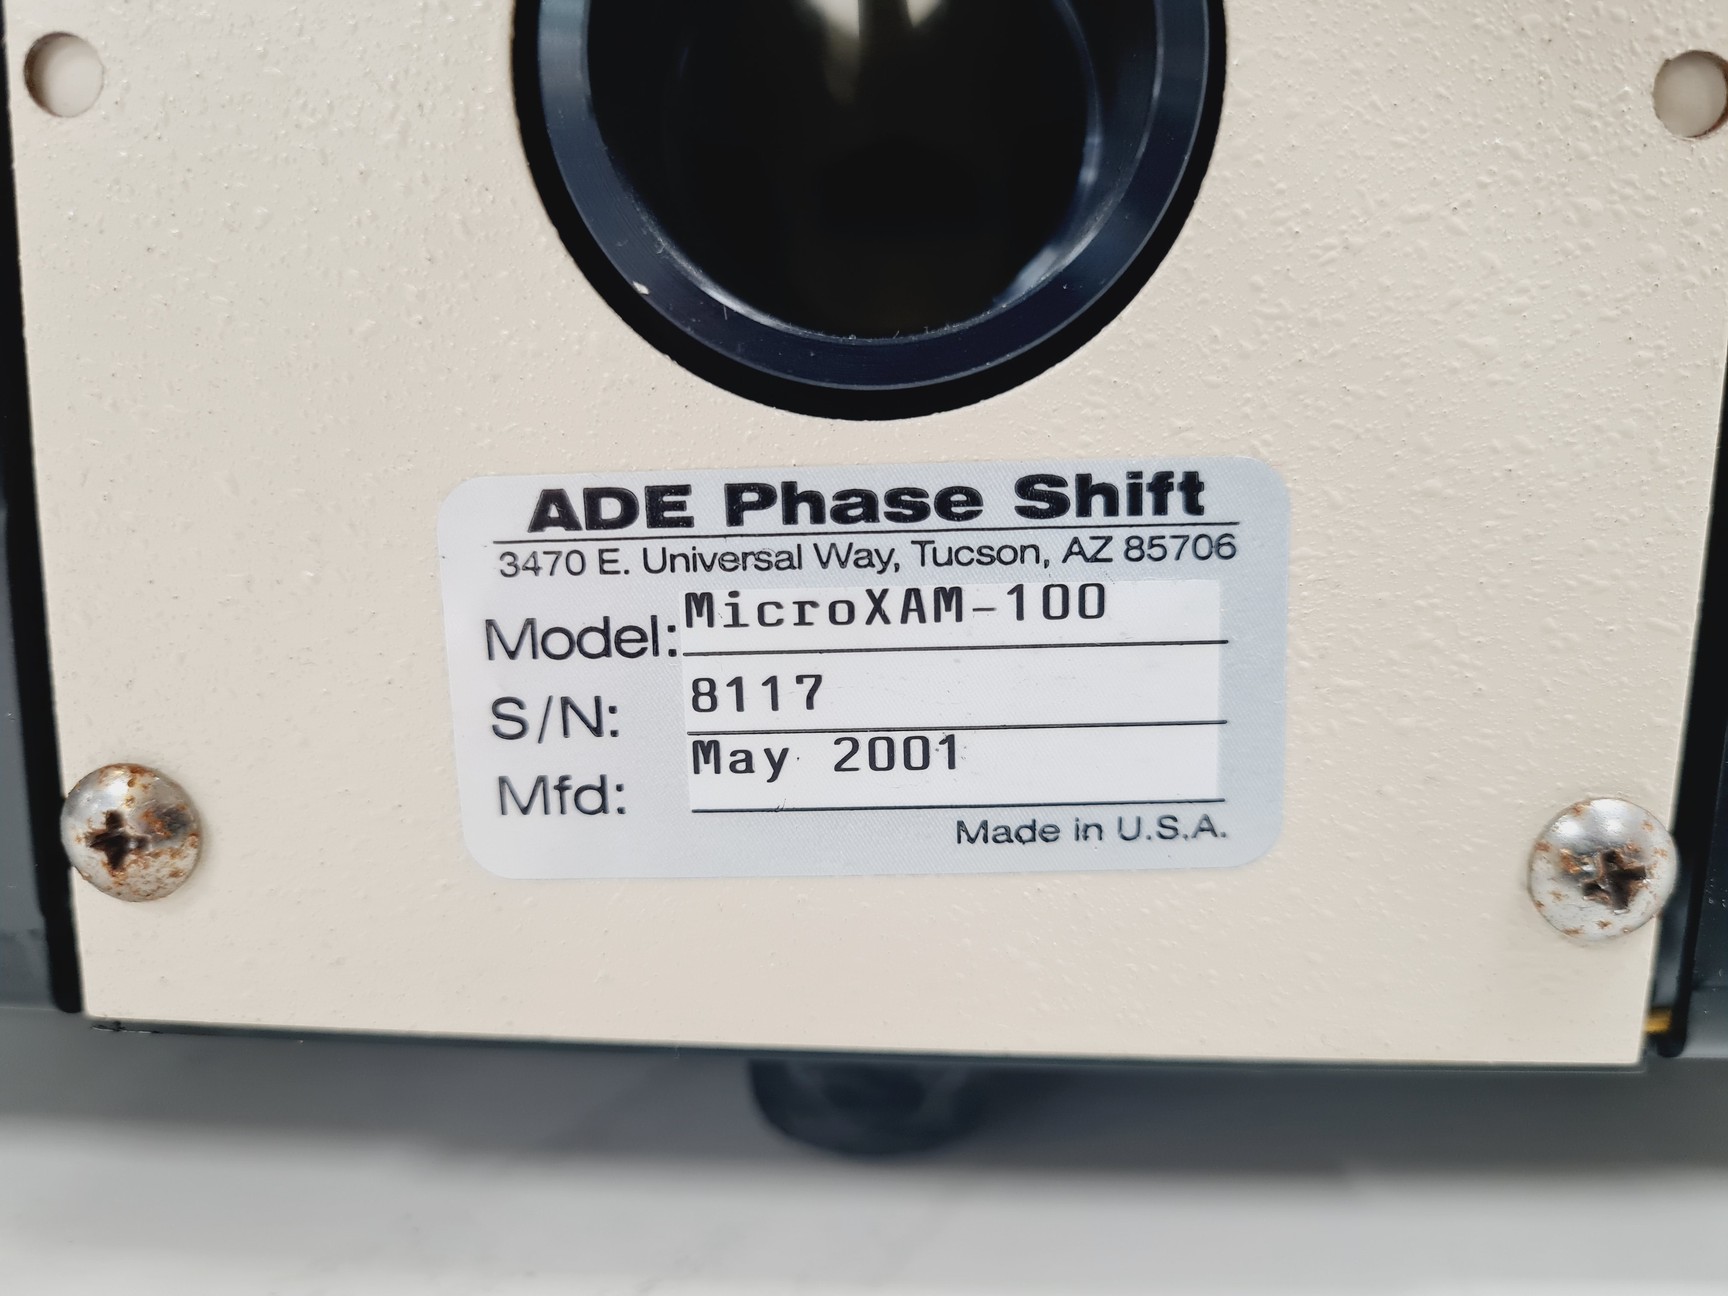 ADE Phase Shift
3470 E. Universal Way, Tucson, AZ 85706
Model: MicroXAM-100
S/N: 8117
Mfd: May 2001
Made in U.S.A.